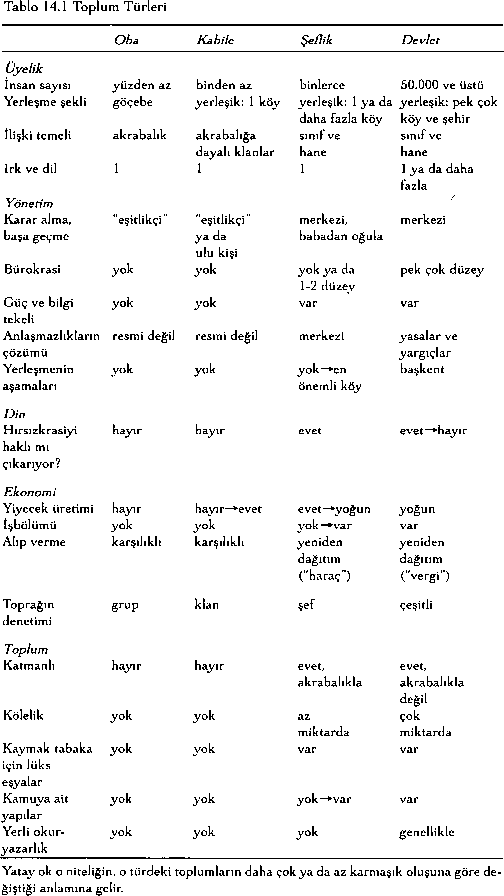 Tablo 14.1 Toplum Türleri
Oba Kabile Şeflik Devlet
Üyelik
İnsan sayısı yüzden az binden az binlerce 50.000 ve üstü
Yerleşme şekli göçebe yerleşik: 1 köy yerleşik: 1 ya da yerleşik: pek çok
daha fazla köy köy ve şehir
İlişki temeli akrabalık akrabalığa sınıf ve sınıf ve
dayalı klanlar hane hane
Irk ve dil 1 1 1 1 ya da daha
fazla
Yönetim
Karar alma, "eşitlikçi" "eşitlikçi" merkezi, merkezi
başa geçme ya da babadan oğula
ulu kişi
Bürokrasi yok yok yok ya da pek çok düzey
1-2 düzey
Güç ve bilgi yok yok var var
tekeli
Anlaşmazlıkların resmi değil resmi değil merkezi yasalar ve
çözümü yargıçlar
Yerleşmenin yok yok yok→en başkent
aşamaları önemli köy
Din
Hırsızkrasiyi hayır hayır evet evet→hayır
haklı mı
çıkarıyor?
Ekonomi
Yiyecek üretimi hayır hayır→evet evet→yoğun yoğun
İşbölümü yok yok yok→var var
Alıp verme karşılıklı karşılıklı yeniden yeniden
dağıtım dağıtım
("haraç") ("vergi")
Toprağın grup klan şef çeşitli
denetimi
Toplum
Katmanlı hayır hayır evet, evet,
akrabalıkla akrabalıkla
değil
Kölelik yok yok az çok
miktarda miktarda
Kaymak tabaka yok yok var var
için lüks
eşyalar
Kamuya ait yok yok yok→var var
yapılar
Yerli okur- yok yok yok genellikle
yazarlık
Yatay ok o niteliğin, o türdeki toplumların daha çok ya da az karmaşık oluşuna göre de-
ğiştiği anlamına gelir.